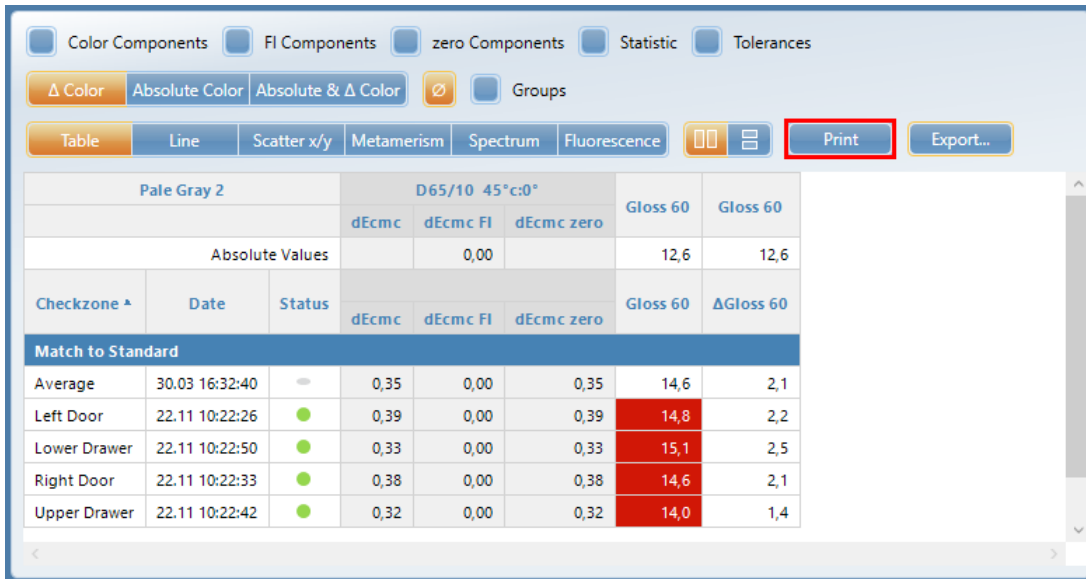 Color Components FI Components zero Components Statistic Tolerances
Δ Color Absolute Color Absolute & Δ Color Ø Groups
Table Line Scatter x/y Metamerism Spectrum Fluorescence Print Export...
Pale Gray 2 D65/10 45°c:0° Gloss 60 Gloss 60
dEcmc dEcmc FI dEcmc zero
Absolute Values 0,00 12,6 12,6
Checkzone Date Status Gloss 60 ΔGloss 60
dEcmc dEcmc FI dEcmc zero
Match to Standard
Average 30.03 16:32:40 0,35 0,00 0,35 14,6 2,1
Left Door 22.11 10:22:26 0,39 0,00 0,39 14,8 2,2
Lower Drawer 22.11 10:22:50 0,33 0,00 0,33 15,1 2,5
Right Door 22.11 10:22:33 0,38 0,00 0,38 14,6 2,1
Upper Drawer 22.11 10:22:42 0,32 0,00 0,32 14,0 1,4